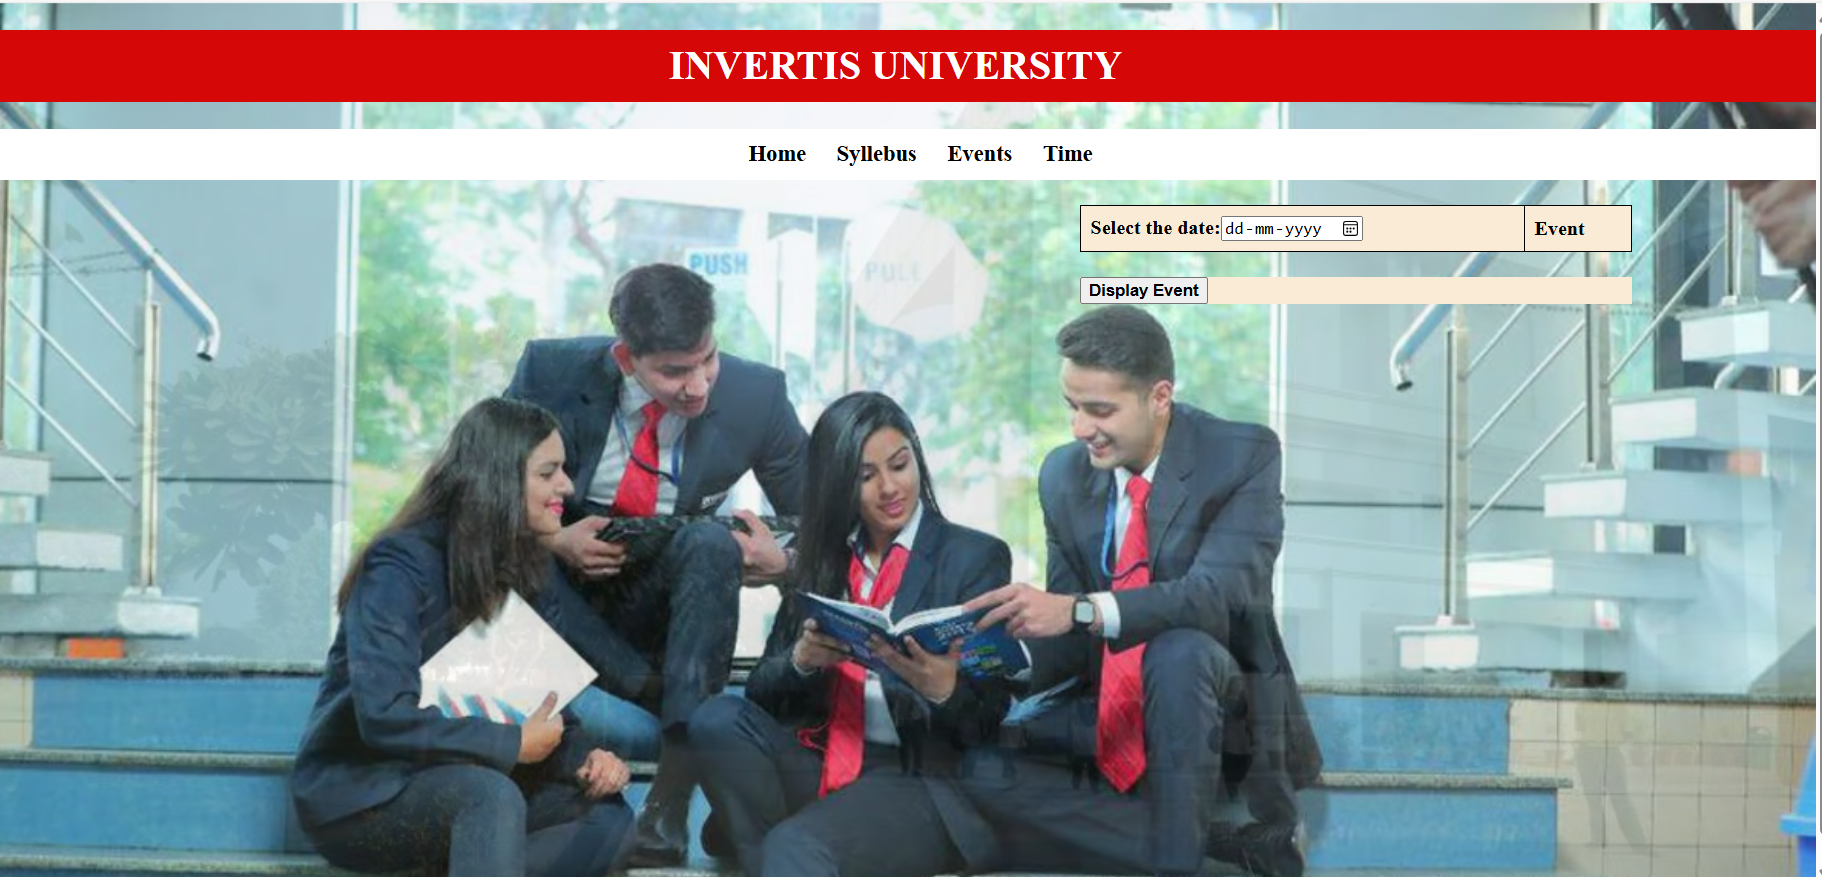 INVERTIS UNIVERSITY
Home Syllebus Events Time
Select the date: dd-mm-yyyy Event
Display Event
PUSH
PULL